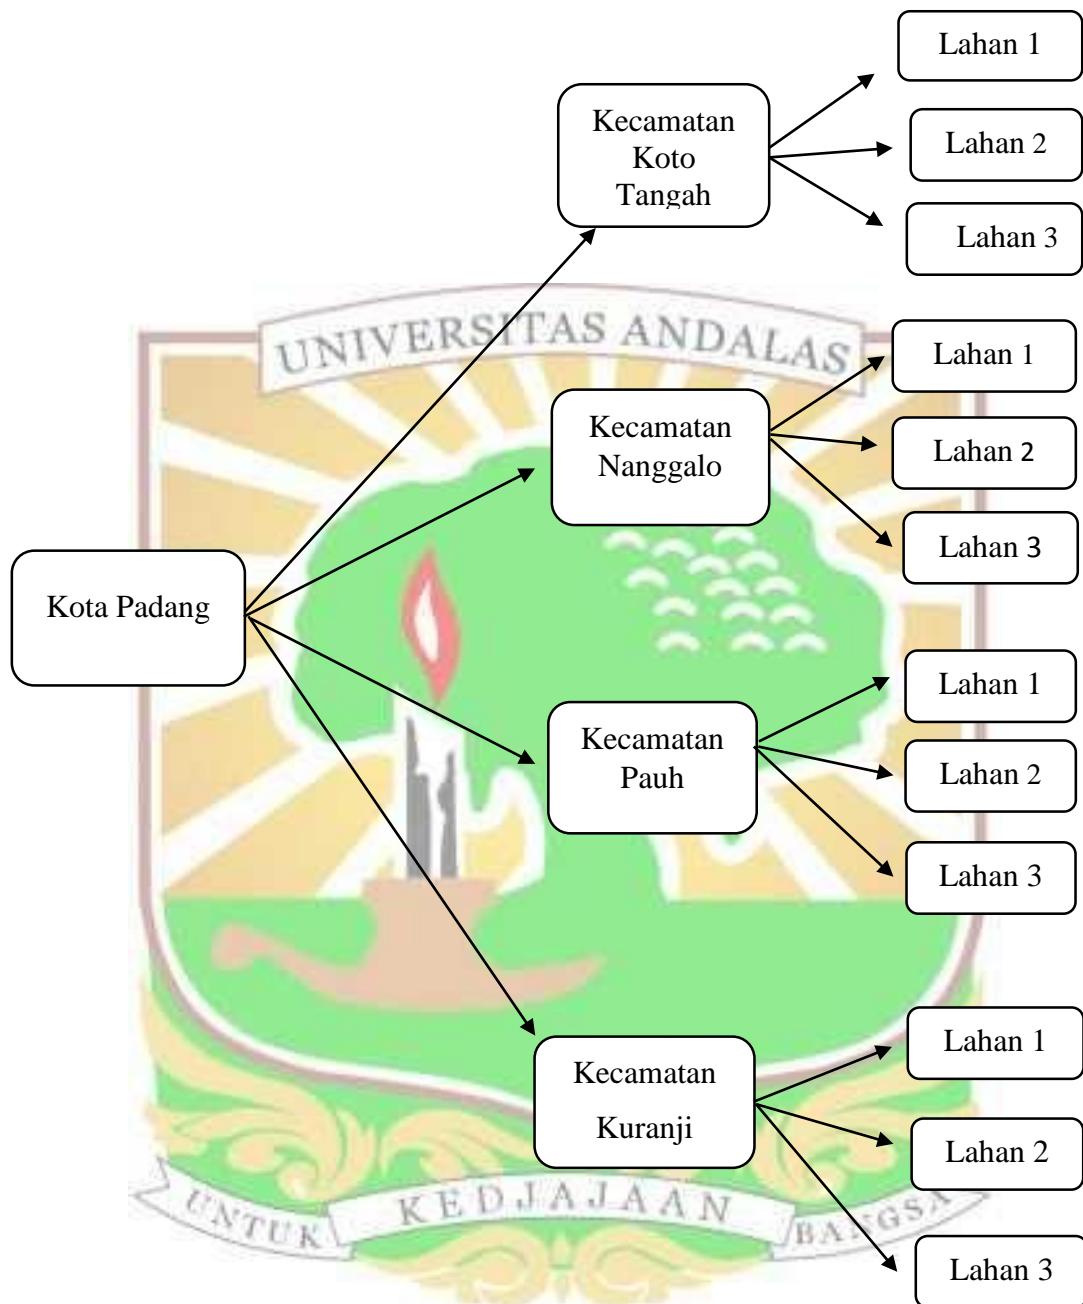 Lahan 1
Kecamatan
Koto
Tangah
Lahan 2
Lahan 3
UNIVERSITAS ANDALAS
Lahan 1
Kecamatan
Nanggalo
Lahan 2
Lahan 3
Kota Padang
Lahan 1
Kecamatan
Pauh
Lahan 2
Lahan 3
Lahan 1
Kecamatan
Kuranji
Lahan 2
UNTUK KEDJAJAAN BANGSA
Lahan 3